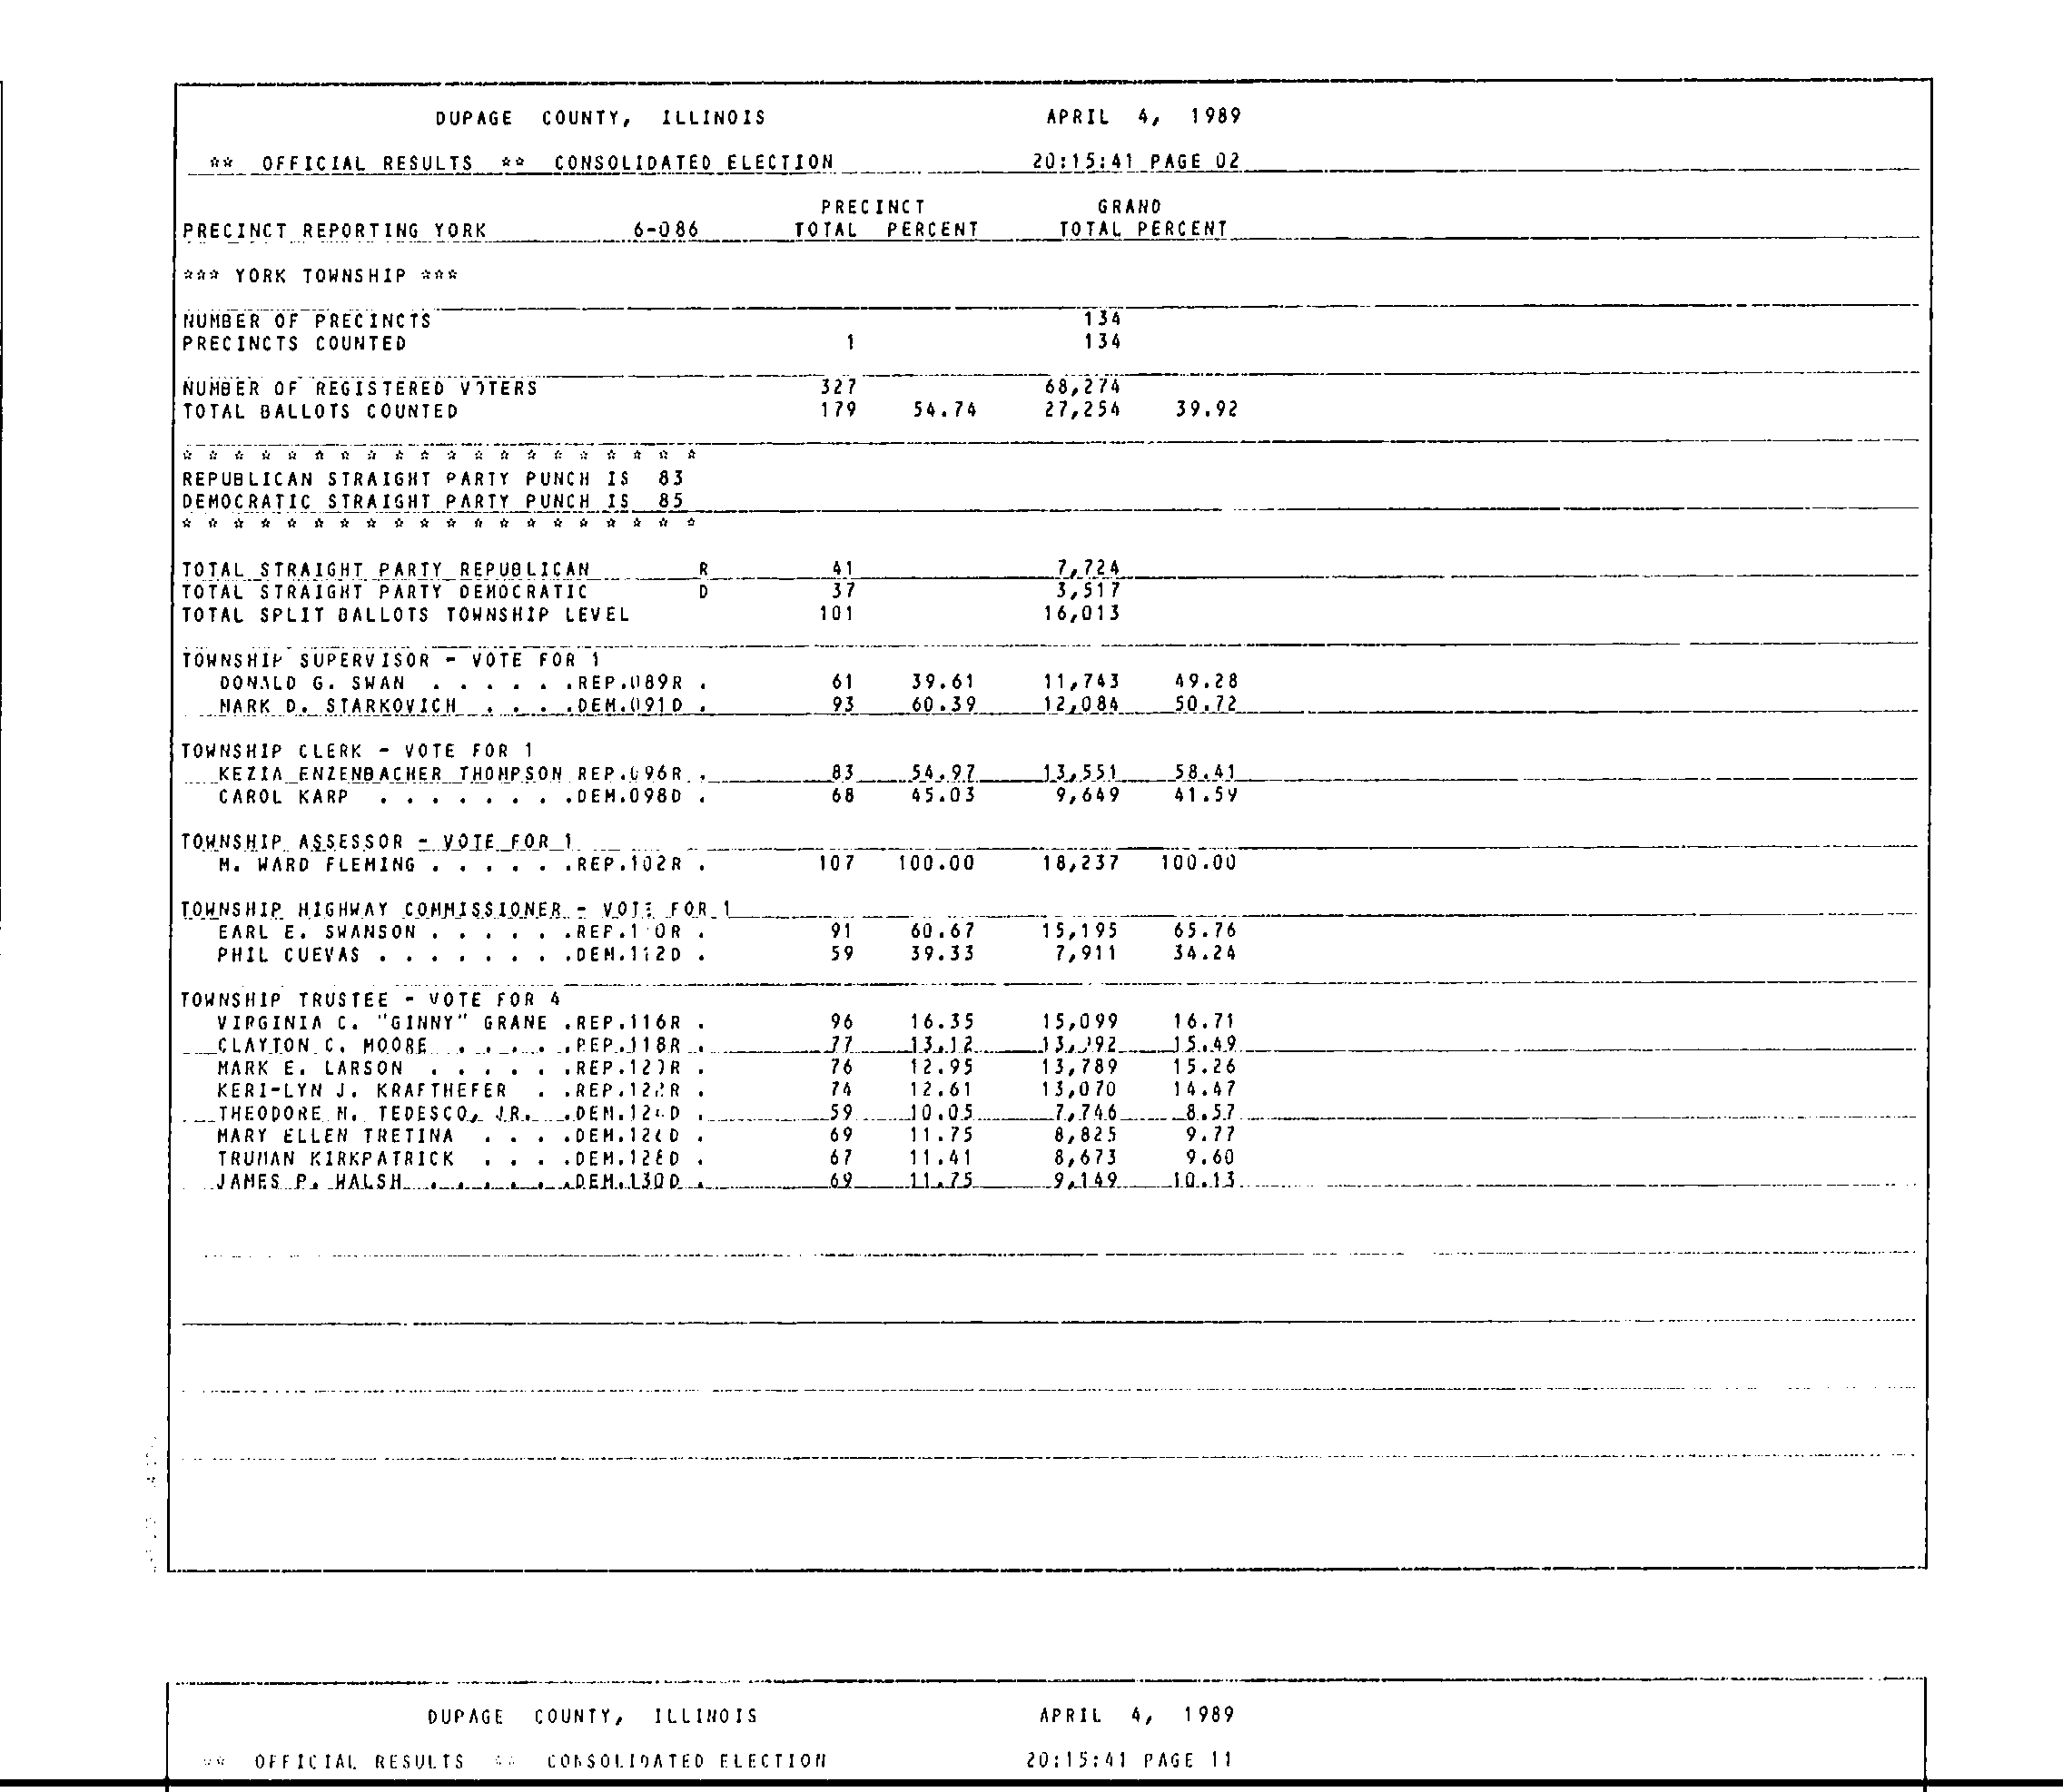 DUPAGE COUNTY, ILLINOIS APRIL 4, 1989
** OFFICIAL RESULTS ** CONSOLIDATED ELECTION 20:15:41 PAGE 02
PRECINCT GRAND
PRECINCT REPORTING YORK 6-086 TOTAL PERCENT TOTAL PERCENT
*** YORK TOWNSHIP ***
NUMBER OF PRECINCTS 134
PRECINCTS COUNTED 1 134
NUMBER OF REGISTERED VOTERS 327 68,274
TOTAL BALLOTS COUNTED 179 54.74 27,254 39.92
* * * * * * * * * * * * * * * * * * * *
REPUBLICAN STRAIGHT PARTY PUNCH IS 83
DEMOCRATIC STRAIGHT PARTY PUNCH IS 85
* * * * * * * * * * * * * * * * * * * *
TOTAL STRAIGHT PARTY REPUBLICAN R 41 7,724
TOTAL STRAIGHT PARTY DEMOCRATIC D 37 3,517
TOTAL SPLIT BALLOTS TOWNSHIP LEVEL 101 16,013
TOWNSHIP SUPERVISOR - VOTE FOR 1
DONALD G. SWAN . . . . . .REP.089R . 61 39.61 11,743 49.28
MARK D. STARKOVICH . . . .DEM.091D . 93 60.39 12,084 50.72
TOWNSHIP CLERK - VOTE FOR 1
KEZIA ENZENBACHER THOMPSON REP.096R . 83 54.97 13,551 58.41
CAROL KARP . . . . . . . .DEM.098D . 68 45.03 9,649 41.59
TOWNSHIP ASSESSOR - VOTE FOR 1
M. WARD FLEMING . . . . . .REP.102R . 107 100.00 18,237 100.00
TOWNSHIP HIGHWAY COMMISSIONER - VOTE FOR 1
EARL E. SWANSON . . . . . .REP.110R . 91 60.67 15,195 65.76
PHIL CUEVAS . . . . . . . .DEM.112D . 59 39.33 7,911 34.24
TOWNSHIP TRUSTEE - VOTE FOR 4
VIRGINIA C. "GINNY" GRANE .REP.116R . 96 16.35 15,099 16.71
CLAYTON C. MOORE . . . . .REP.118R . 77 13.12 15.49
MARK E. LARSON . . . . . .REP.120R . 76 12.95 13,789 15.26
KERI-LYN J. KRAFTHEFER . .REP.122R . 74 12.61 13,070 14.47
THEODORE M. TEDESCO, JR. .DEM.124D . 59 10.05 7,746 8.57
MARY ELLEN TRETINA . . . .DEM.126D . 69 11.75 8,825 9.77
TRUMAN KIRKPATRICK . . . .DEM.128D . 67 11.41 8,673 9.60
JAMES P. WALSH . . . . . .DEM.130D . 69 11.75 9,149 10.13
DUPAGE COUNTY, ILLINOIS APRIL 4, 1989
** OFFICIAL RESULTS ** CONSOLIDATED ELECTION 20:15:41 PAGE 11